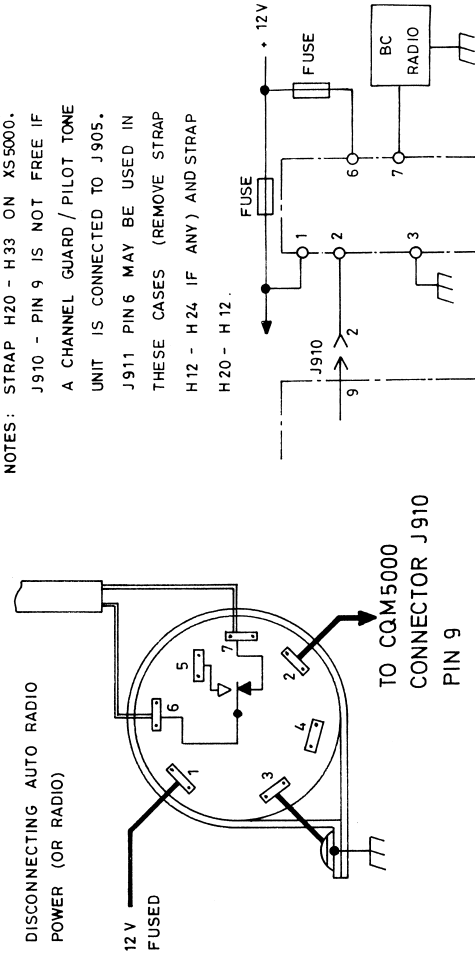 NOTES: STRAP H20 - H33 ON XS5000.
J910 - PIN 9 IS NOT FREE IF
A CHANNEL GUARD / PILOT TONE
UNIT IS CONNECTED TO J905.
J911 PIN 6 MAY BE USED IN
THESE CASES (REMOVE STRAP
H12 - H24 IF ANY) AND STRAP
H20 - H12.
DISCONNECTING AUTO RADIO
POWER (OR RADIO)
12 V
FUSED
1
2
3
4
5
6
7
TO CQM5000
CONNECTOR J910
PIN 9
+ 12V
FUSE
FUSE
BC
RADIO
1
2
3
6
7
J910
9
2